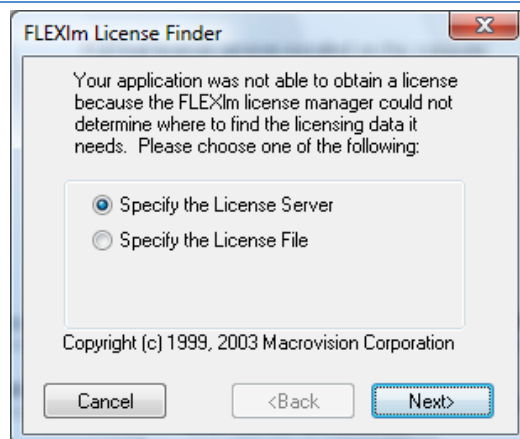 FLEXlm License Finder
Your application was not able to obtain a license
because the FLEXlm license manager could not
determine where to find the licensing data it
needs.  Please choose one of the following:
Specify the License Server
Specify the License File
Copyright (c) 1999, 2003 Macrovision Corporation
Cancel
<Back
Next>